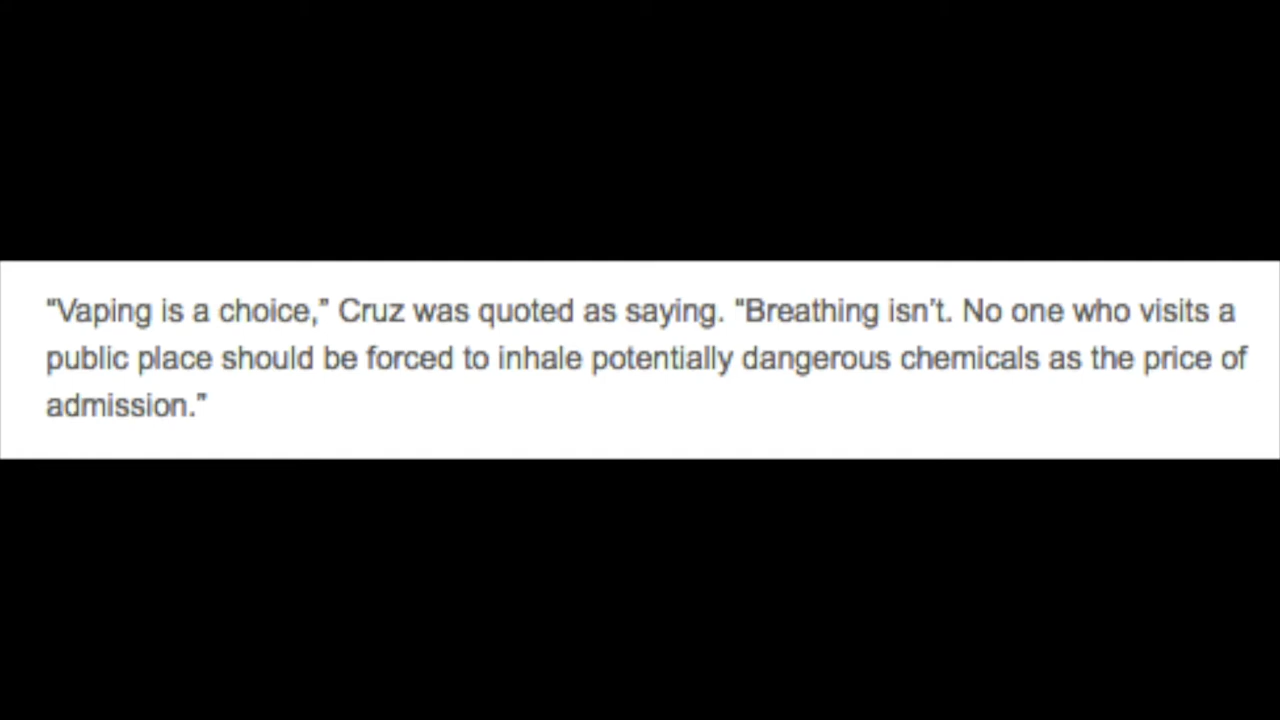 “Vaping is a choice,” Cruz was quoted as saying. “Breathing isn’t. No one who visits a
public place should be forced to inhale potentially dangerous chemicals as the price of
admission.”